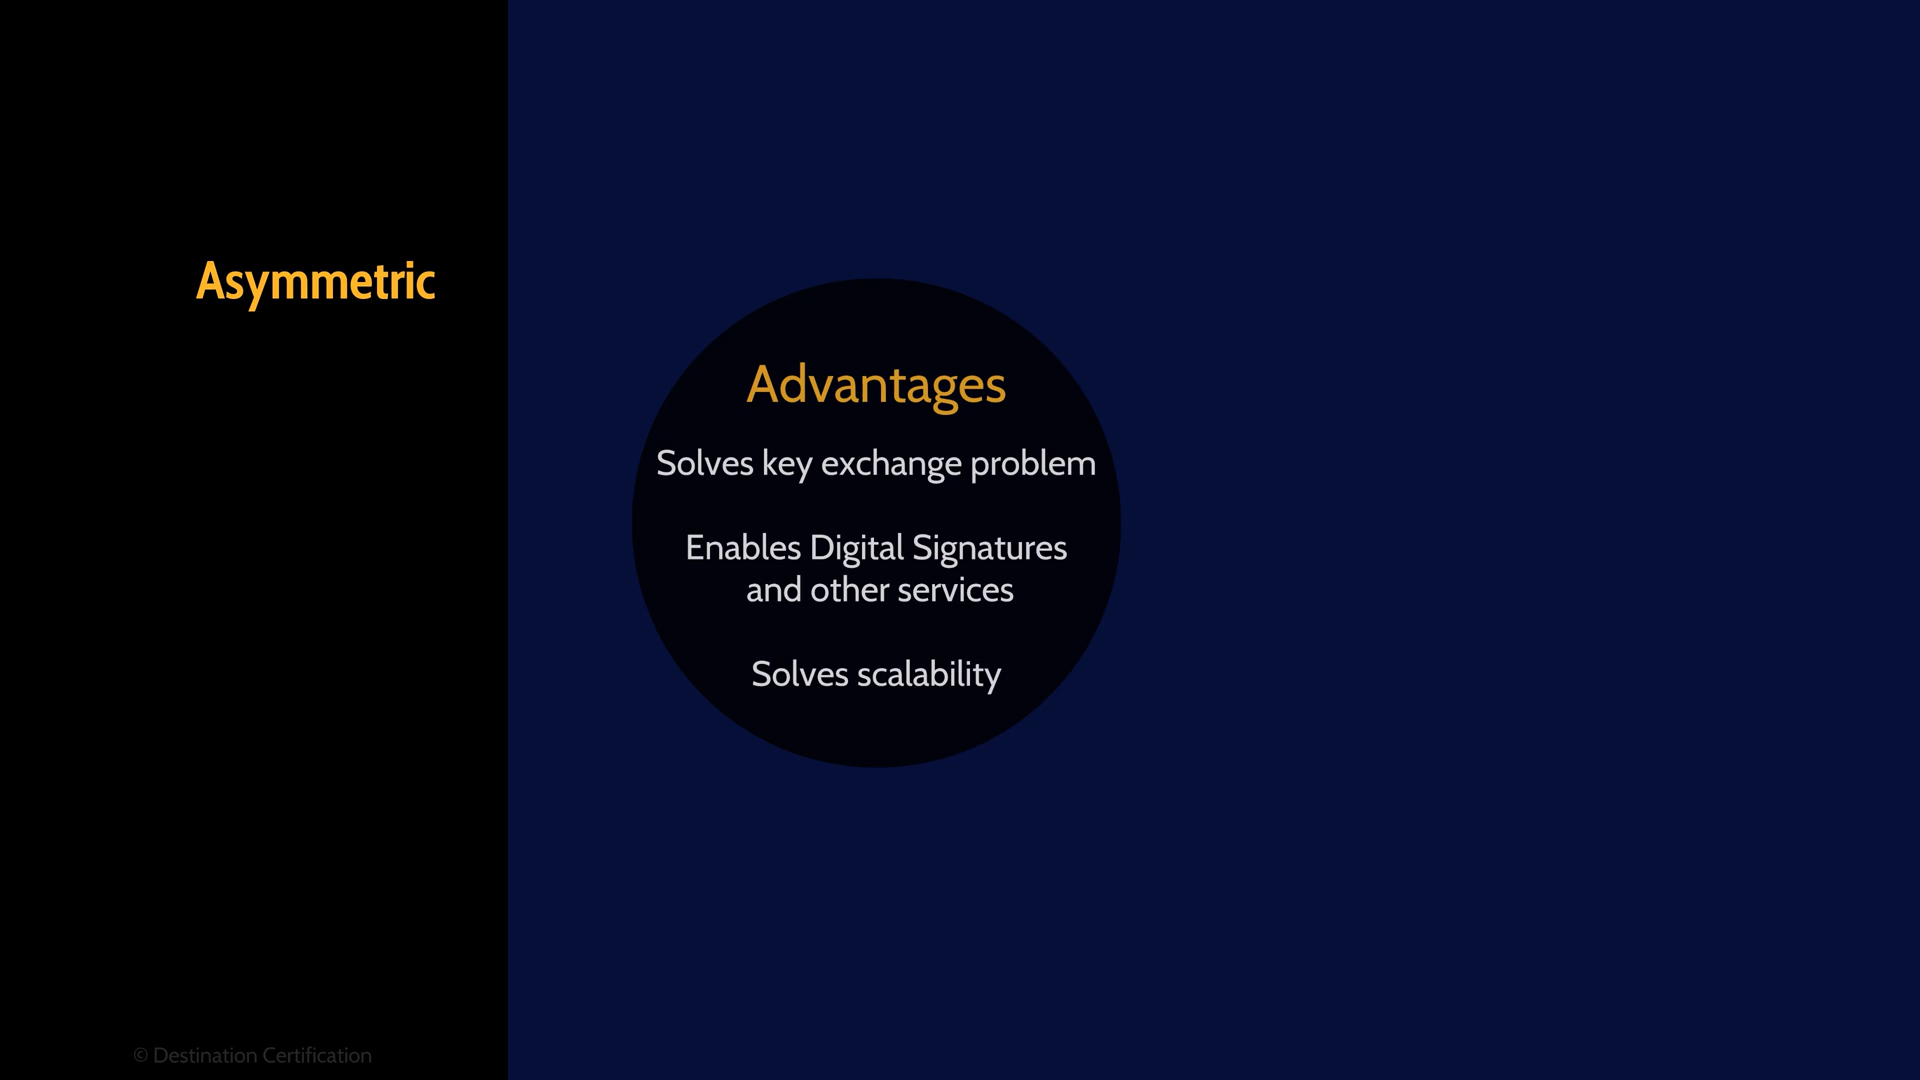 Asymmetric
Advantages
Solves key exchange problem
Enables Digital Signatures
and other services
Solves scalability
© Destination Certification